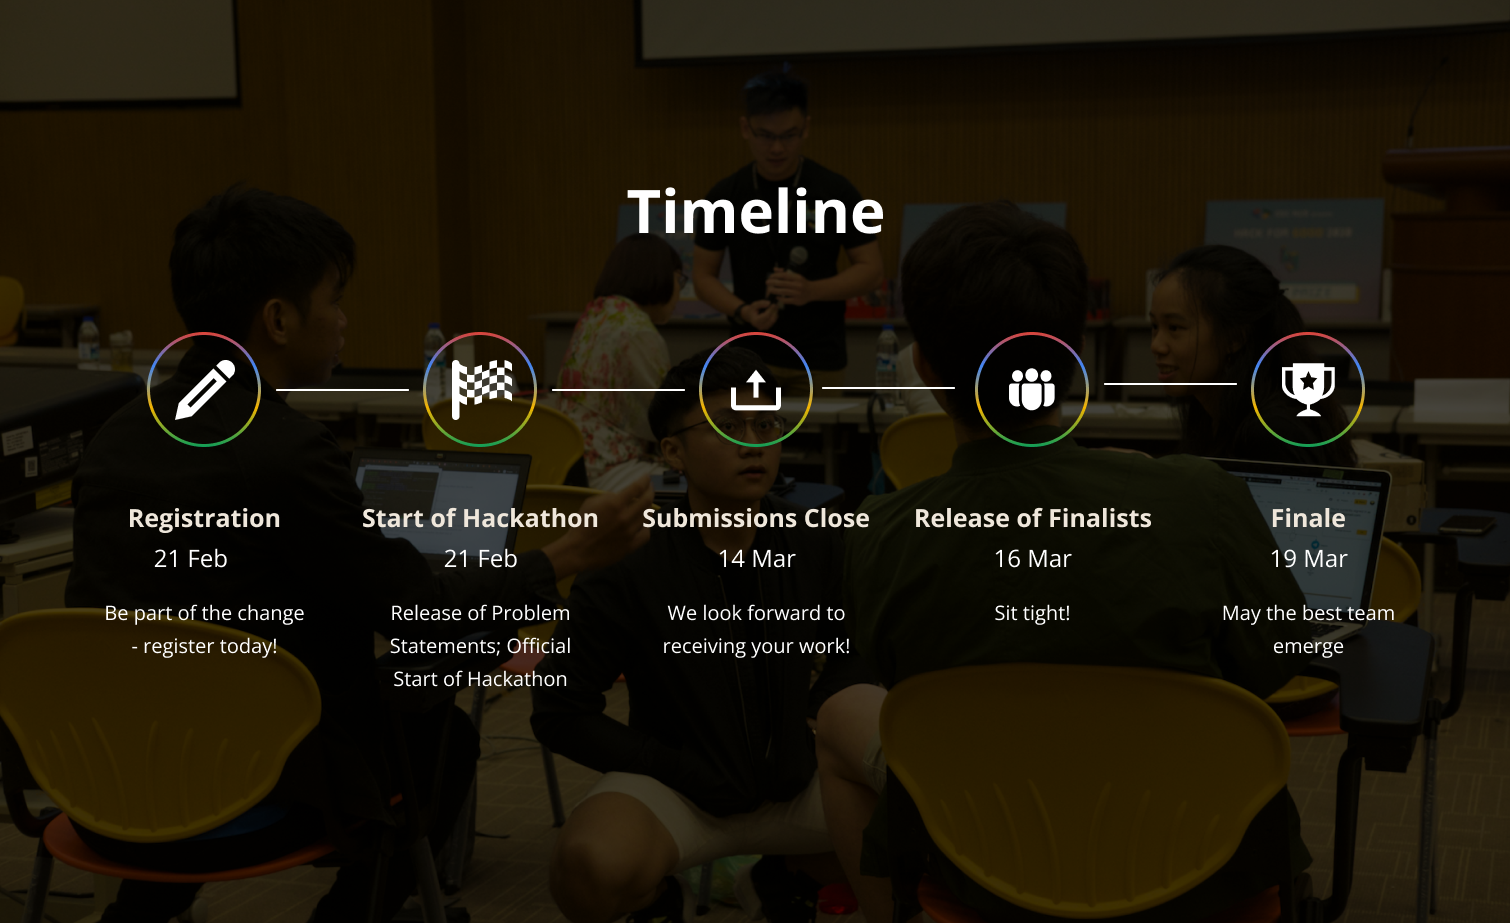 Timeline
Registration
21 Feb
Be part of the change
- register today!
Start of Hackathon
21 Feb
Release of Problem
Statements; Official
Start of Hackathon
Submissions Close
14 Mar
We look forward to
receiving your work!
Release of Finalists
16 Mar
Sit tight!
Finale
19 Mar
May the best team
emerge